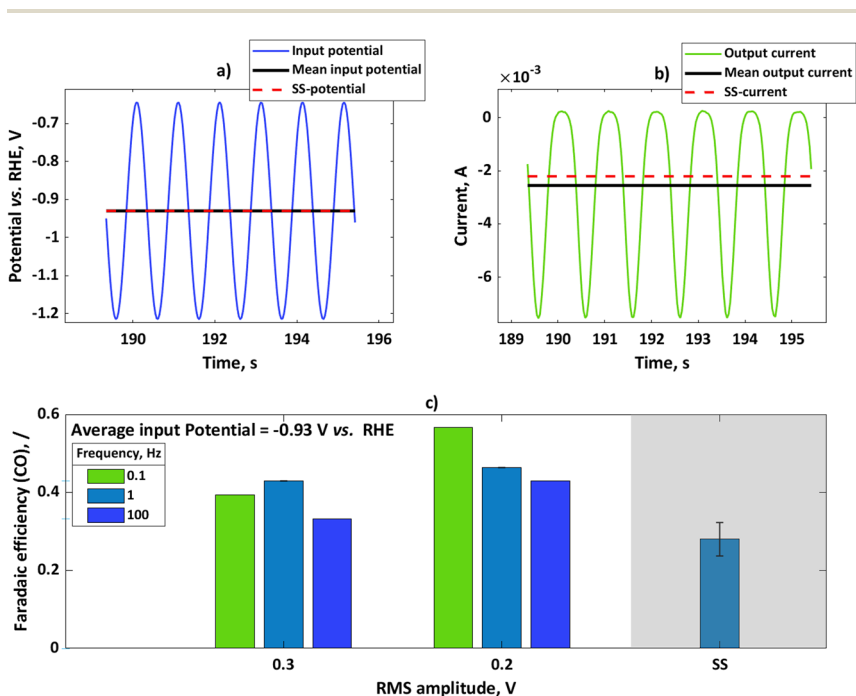 a)
Input potential
Mean input potential
SS-potential
Potential vs. RHE, V
-0.7
-0.8
-0.9
-1
-1.1
-1.2
190
192
194
196
Time, s
b)
Output current
Mean output current
SS-current
×10⁻³
Current, A
0
-2
-4
-6
189
190
191
192
193
194
195
Time, s
c)
Average input Potential = -0.93 V vs. RHE
Frequency, Hz
0.1
1
100
Faradaic efficiency (CO), /
0.6
0.4
0.2
0
0.3
0.2
SS
RMS amplitude, V